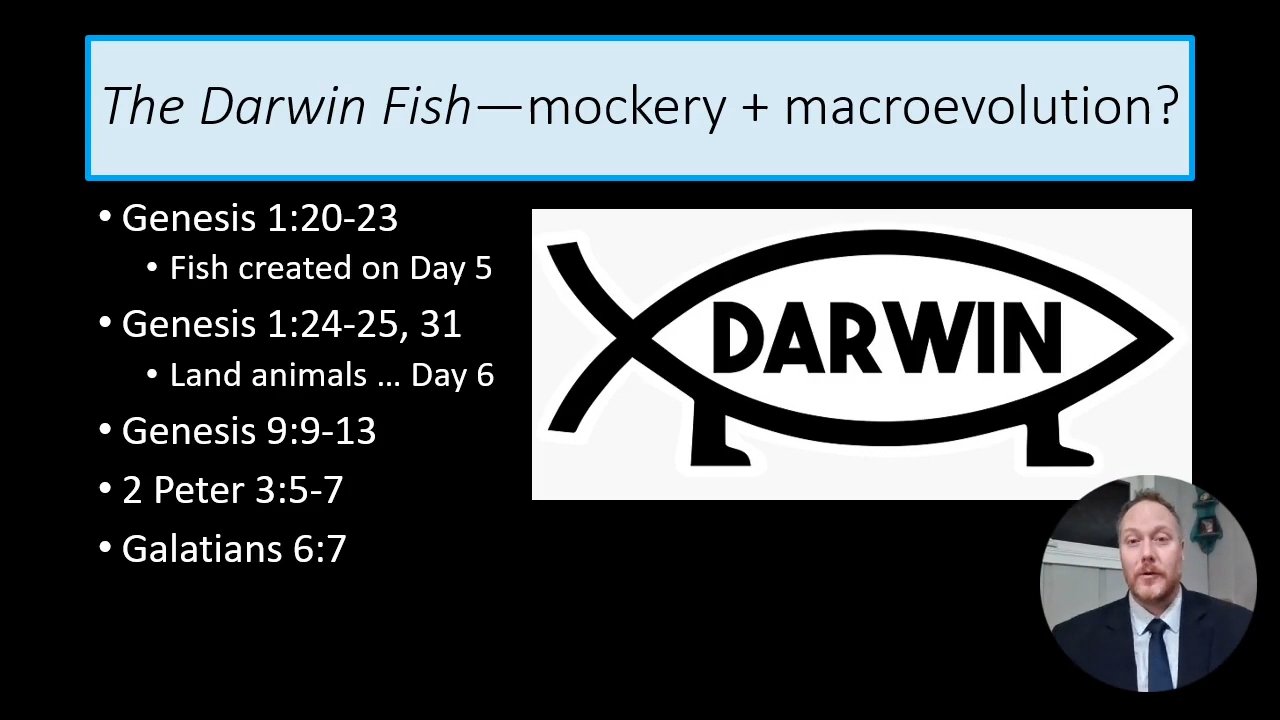 The Darwin Fish—mockery + macroevolution?
• Genesis 1:20-23
• Fish created on Day 5
• Genesis 1:24-25, 31
• Land animals … Day 6
• Genesis 9:9-13
• 2 Peter 3:5-7
• Galatians 6:7
DARWIN